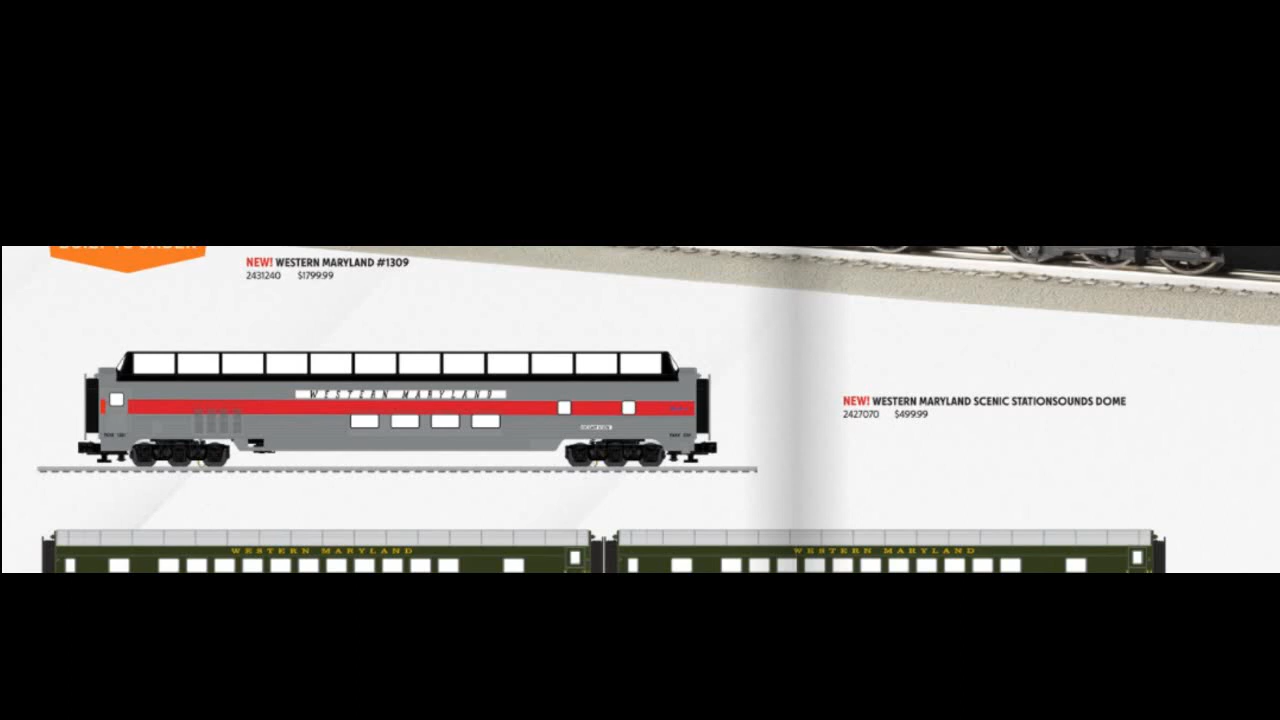 NEW! WESTERN MARYLAND #1309
2431240 $1799.99
WESTERN MARYLAND
NEW! WESTERN MARYLAND SCENIC STATIONSOUNDS DOME
2427070 $499.99
WESTERN MARYLAND
WESTERN MARYLAND